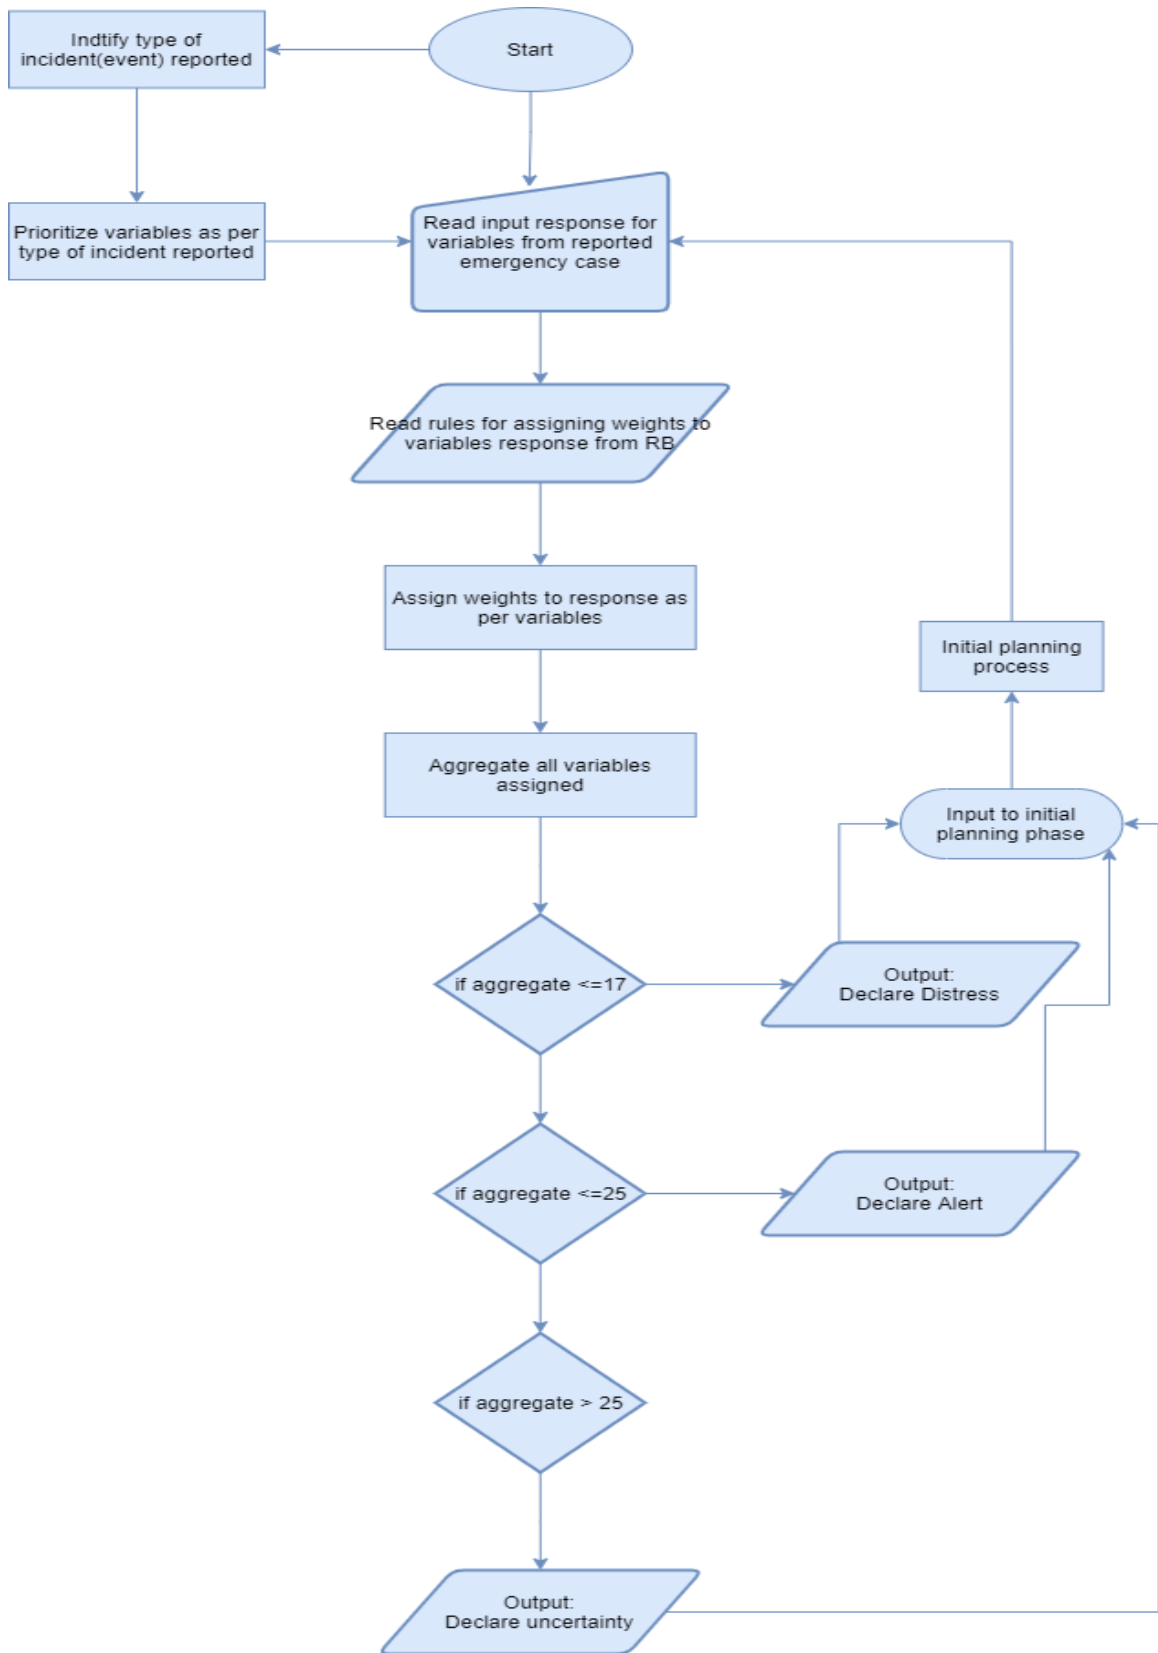 Indtify type of
incident(event) reported
Start
Prioritize variables as per
type of incident reported
Read input response for
variables from reported
emergency case
Read rules for assigning weights to
variables response from RB
Assign weights to response as
per variables
Initial planning
process
Aggregate all variables
assigned
Input to initial
planning phase
if aggregate <=17
Output:
Declare Distress
if aggregate <=25
Output:
Declare Alert
if aggregate > 25
Output:
Declare uncertainty